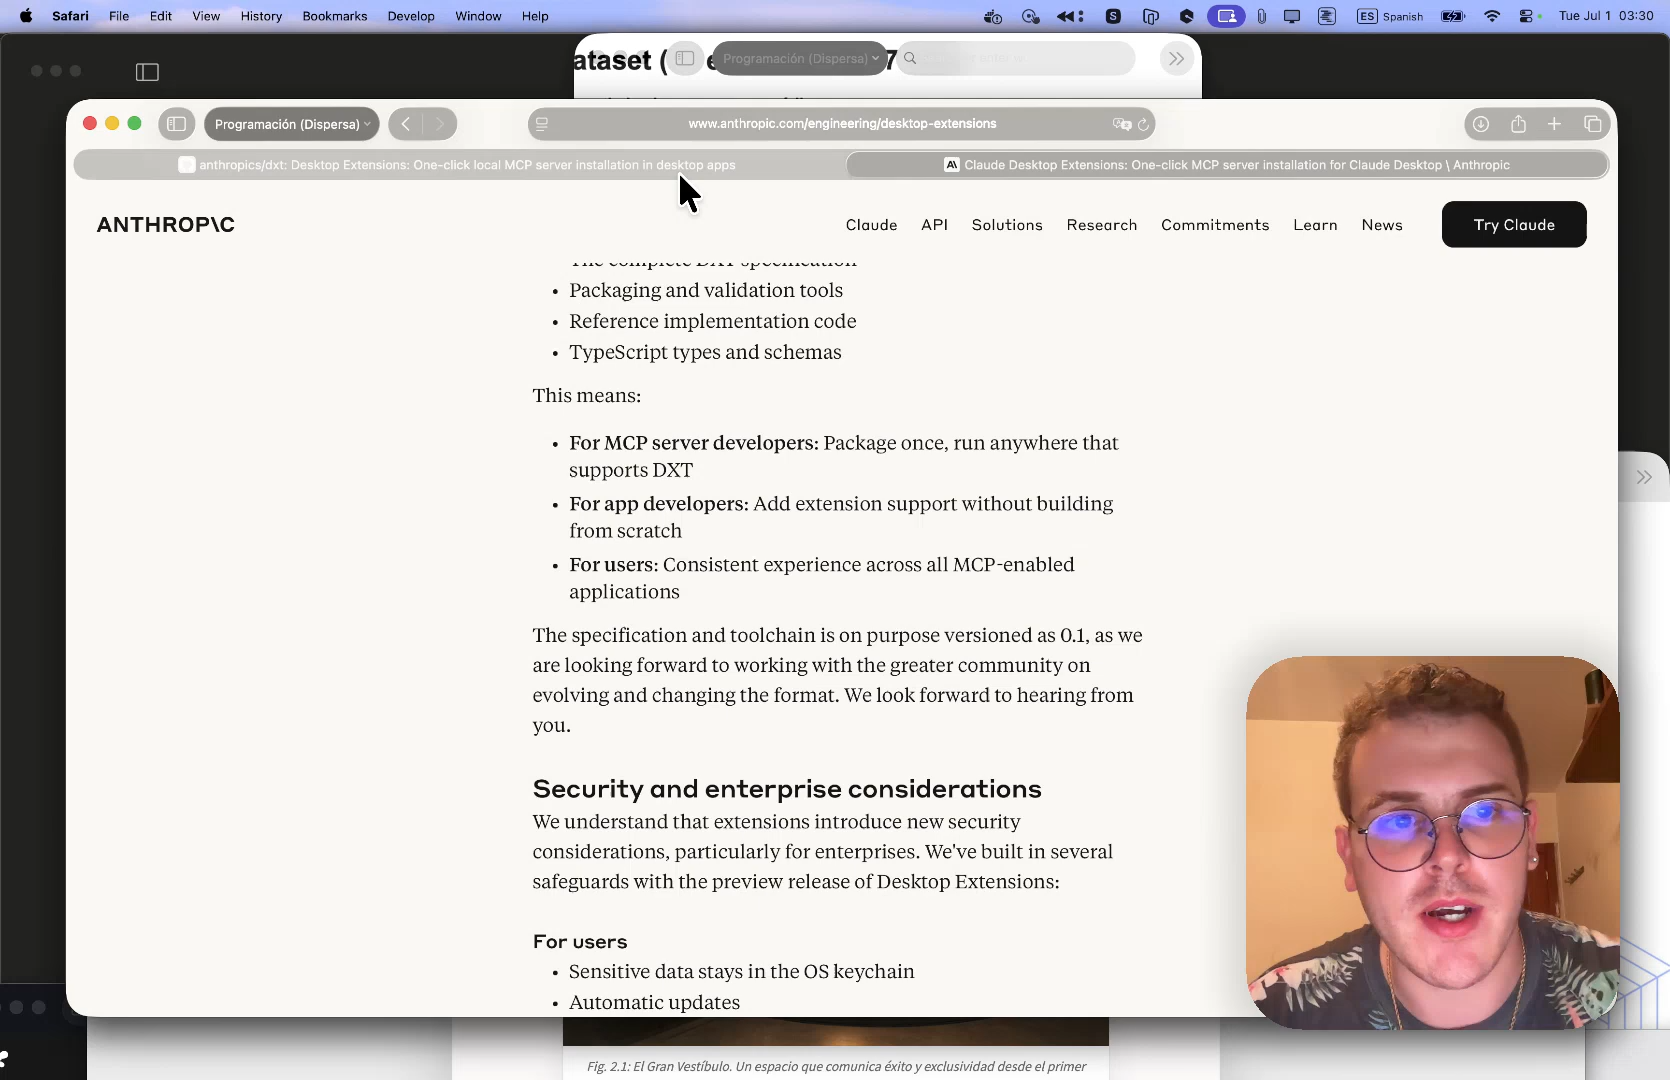 Safari File Edit View History Bookmarks Develop Window Help
S ES Spanish Tue Jul 1 03:30
ataset ( e Programación (Dispersa) 7
Programación (Dispersa) www.anthropic.com/engineering/desktop-extensions
anthropics/dxt: Desktop Extensions: One-click local MCP server installation in desktop apps
A\ Claude Desktop Extensions: One-click MCP server installation for Claude Desktop \ Anthropic
ANTHROP\C Claude API Solutions Research Commitments Learn News Try Claude
The complete DXT specification
• Packaging and validation tools
• Reference implementation code
• TypeScript types and schemas
This means:
• For MCP server developers: Package once, run anywhere that
supports DXT
• For app developers: Add extension support without building
from scratch
• For users: Consistent experience across all MCP-enabled
applications
The specification and toolchain is on purpose versioned as 0.1, as we
are looking forward to working with the greater community on
evolving and changing the format. We look forward to hearing from
you.
Security and enterprise considerations
We understand that extensions introduce new security
considerations, particularly for enterprises. We've built in several
safeguards with the preview release of Desktop Extensions:
For users
• Sensitive data stays in the OS keychain
• Automatic updates
Fig. 2.1: El Gran Vestíbulo. Un espacio que comunica éxito y exclusividad desde el primer